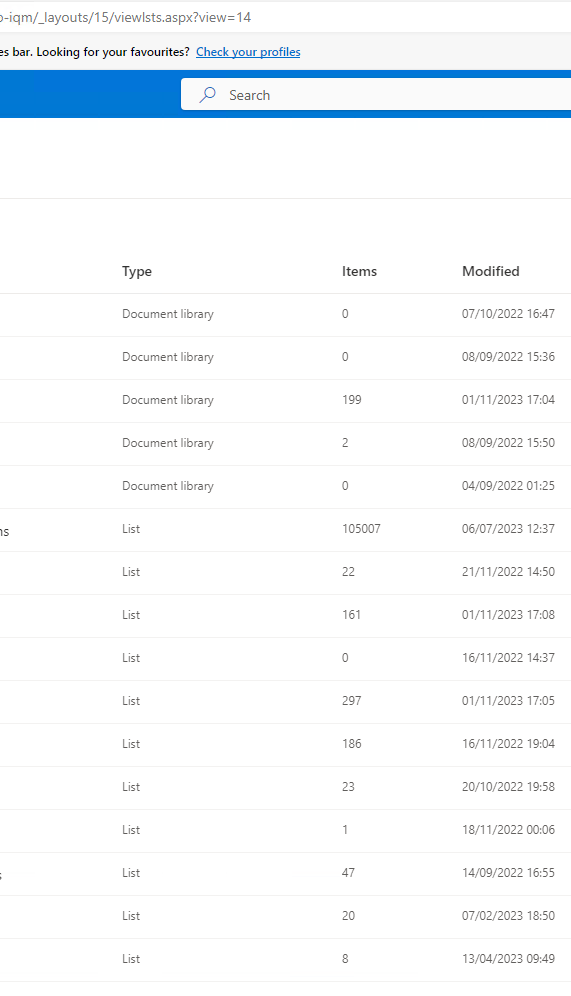 o-iqm/_layouts/15/viewlsts.aspx?view=14
es bar. Looking for your favourites? Check your profiles
Search
Type Items Modified
Document library 0 07/10/2022 16:47
Document library 0 08/09/2022 15:36
Document library 199 01/11/2023 17:04
Document library 2 08/09/2022 15:50
Document library 0 04/09/2022 01:25
ns List 105007 06/07/2023 12:37
List 22 21/11/2022 14:50
List 161 01/11/2023 17:08
List 0 16/11/2022 14:37
List 297 01/11/2023 17:05
List 186 16/11/2022 19:04
List 23 20/10/2022 19:58
List 1 18/11/2022 00:06
s List 47 14/09/2022 16:55
List 20 07/02/2023 18:50
List 8 13/04/2023 09:49